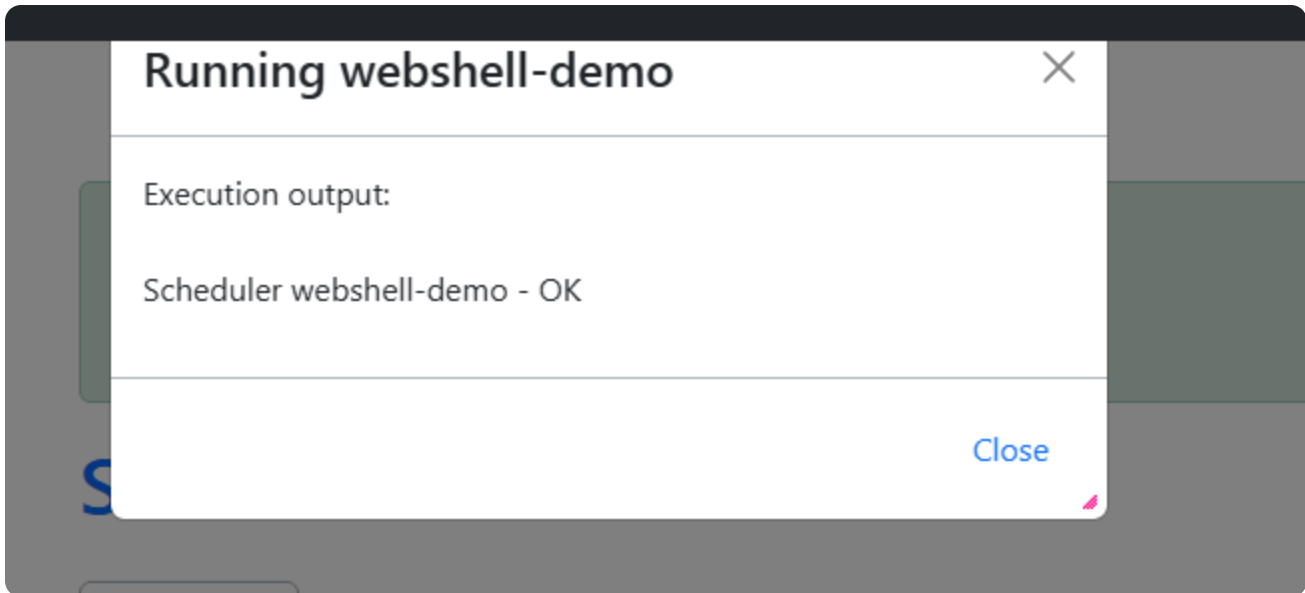 Running webshell-demo
Execution output:
Scheduler webshell-demo - OK
Close
S